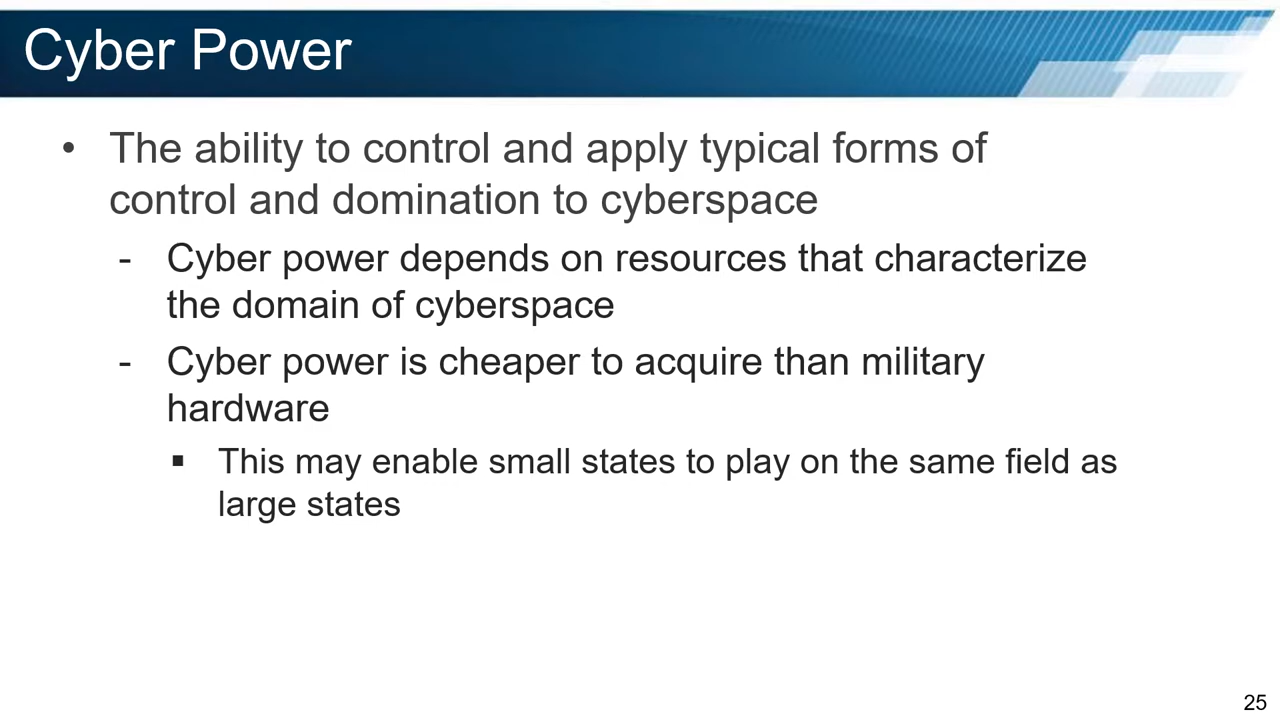 Cyber Power
• The ability to control and apply typical forms of
control and domination to cyberspace
- Cyber power depends on resources that characterize
the domain of cyberspace
- Cyber power is cheaper to acquire than military
hardware
▪ This may enable small states to play on the same field as
large states
25